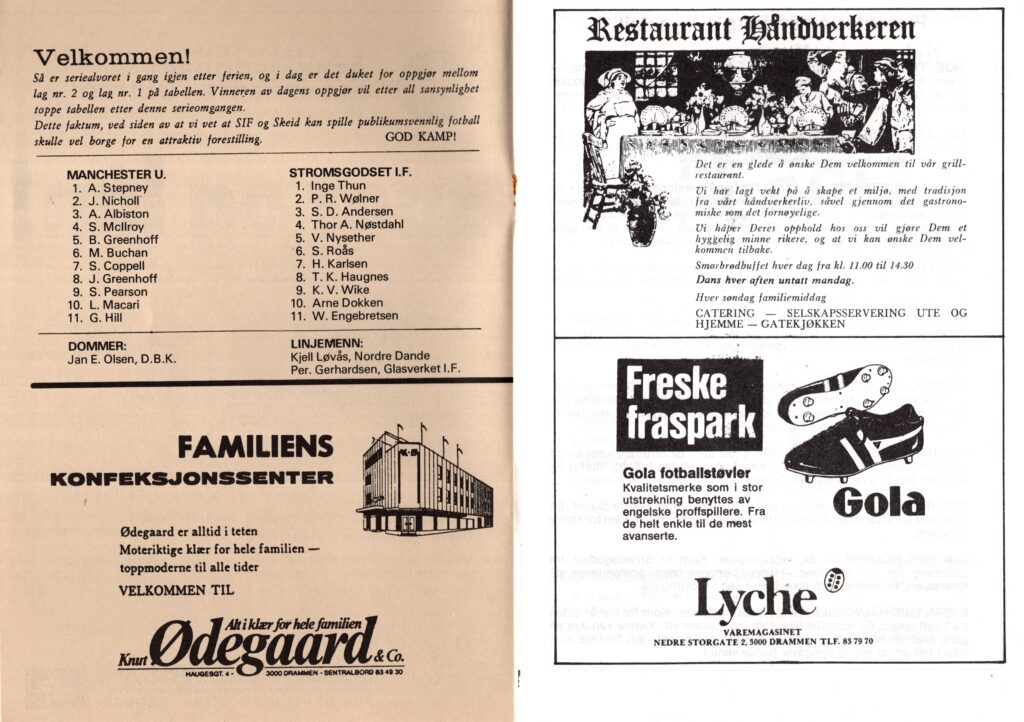 Velkommen!
Så er seriealvoret i gang igjen etter ferien, og i dag er det duket for oppgjør mellom
lag nr. 2 og lag nr. 1 på tabellen. Vinneren av dagens oppgjør vil etter all sansynlighet
toppe tabellen etter denne serieomgangen.
Dette faktum, ved siden av at vi vet at SIF og Skeid kan spille publikumsvennlig fotball
skulle vel borge for en attraktiv forestilling. GOD KAMP!
MANCHESTER U.
1. A. Stepney
2. J. Nicholl
3. A. Albiston
4. S. McIlroy
5. B. Greenhoff
6. M. Buchan
7. S. Coppell
8. J. Greenhoff
9. S. Pearson
10. L. Macari
11. G. Hill
STROMSGODSET I.F.
1. Inge Thun
2. P. R. Wølner
3. S. D. Andersen
4. Thor A. Nøstdahl
5. V. Nysether
6. S. Roås
7. H. Karlsen
8. T. K. Haugnes
9. K. V. Wike
10. Arne Dokken
11. W. Engebretsen
DOMMER:
Jan E. Olsen, D.B.K.
LINJEMENN:
Kjell Løvås, Nordre Dande
Per. Gerhardsen, Glasverket I.F.
FAMILIENS
KONFEKSJONSSENTER
Ødegaard er alltid i teten
Moteriktige klær for hele familien —
toppmoderne til alle tider
VELKOMMEN TIL
Alt i klær for hele familien
Knut Ødegaard & Co.
HAUGESGT. 4 - 3000 DRAMMEN - SENTRALBORD 83 49 30
Restaurant Håndverkeren
Det er en glede å ønske Dem velkommen til vår grill-
restaurant.
Vi har lagt vekt på å skape et miljø, med tradisjon
fra vårt håndverkerliv, såvel gjennom det gastrono-
miske som det fornøyelige.
Vi håper Deres opphold hos oss vil gjøre Dem et
hyggelig minne rikere, og at vi kan ønske Dem vel-
kommen tilbake.
Smørbrødbuffet hver dag fra kl. 11.00 til 14.30
Dans hver aften untatt mandag.
Hver søndag familiemiddag
CATERING — SELSKAPSSERVERING UTE OG
HJEMME — GATEKJØKKEN
Freske
fraspark
Gola fotballstøvler
Kvalitetsmerke som i stor
utstrekning benyttes av
engelske proffspillere. Fra
de helt enkle til de mest
avanserte.
Gola
Lyche
VAREMAGASINET
NEDRE STORGATE 2, 3000 DRAMMEN TLF. 83 79 70